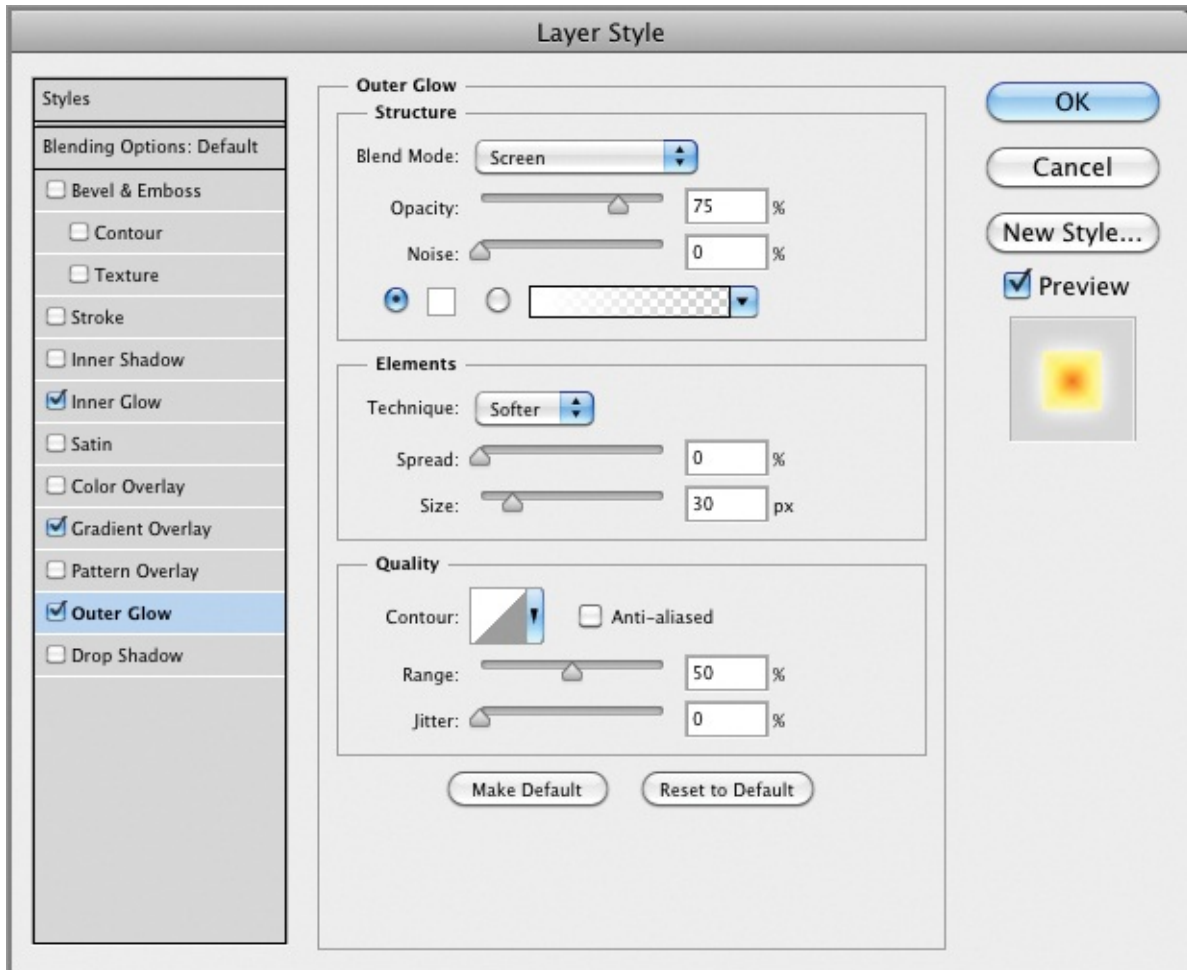 Layer Style
Styles
Blending Options: Default
Bevel & Emboss
Contour
Texture
Stroke
Inner Shadow
Inner Glow
Satin
Color Overlay
Gradient Overlay
Pattern Overlay
Outer Glow
Drop Shadow
Outer Glow
Structure
Blend Mode: Screen
Opacity: 75 %
Noise: 0 %
Elements
Technique: Softer
Spread: 0 %
Size: 30 px
Quality
Contour: Anti-aliased
Range: 50 %
Jitter: 0 %
Make Default Reset to Default
OK
Cancel
New Style...
Preview